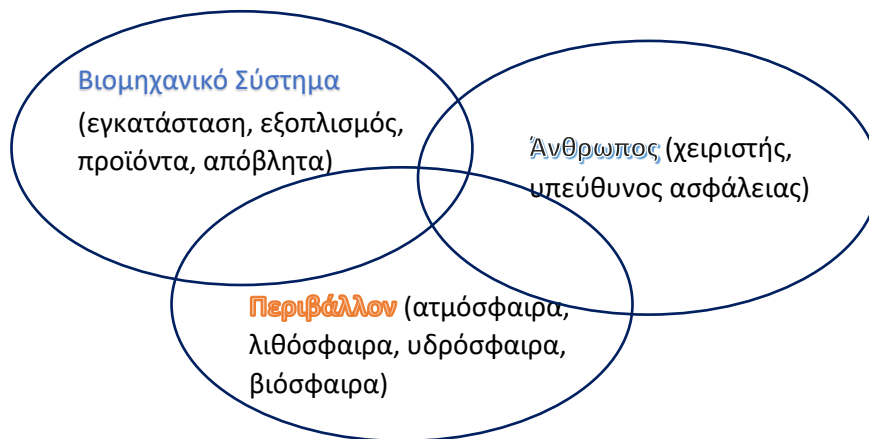 Βιομηχανικό Σύστημα
(εγκατάσταση, εξοπλισμός,
προϊόντα, απόβλητα)
Άνθρωπος (χειριστής,
υπεύθυνος ασφάλειας)
Περιβάλλον (ατμόσφαιρα,
λιθόσφαιρα, υδρόσφαιρα,
βιόσφαιρα)